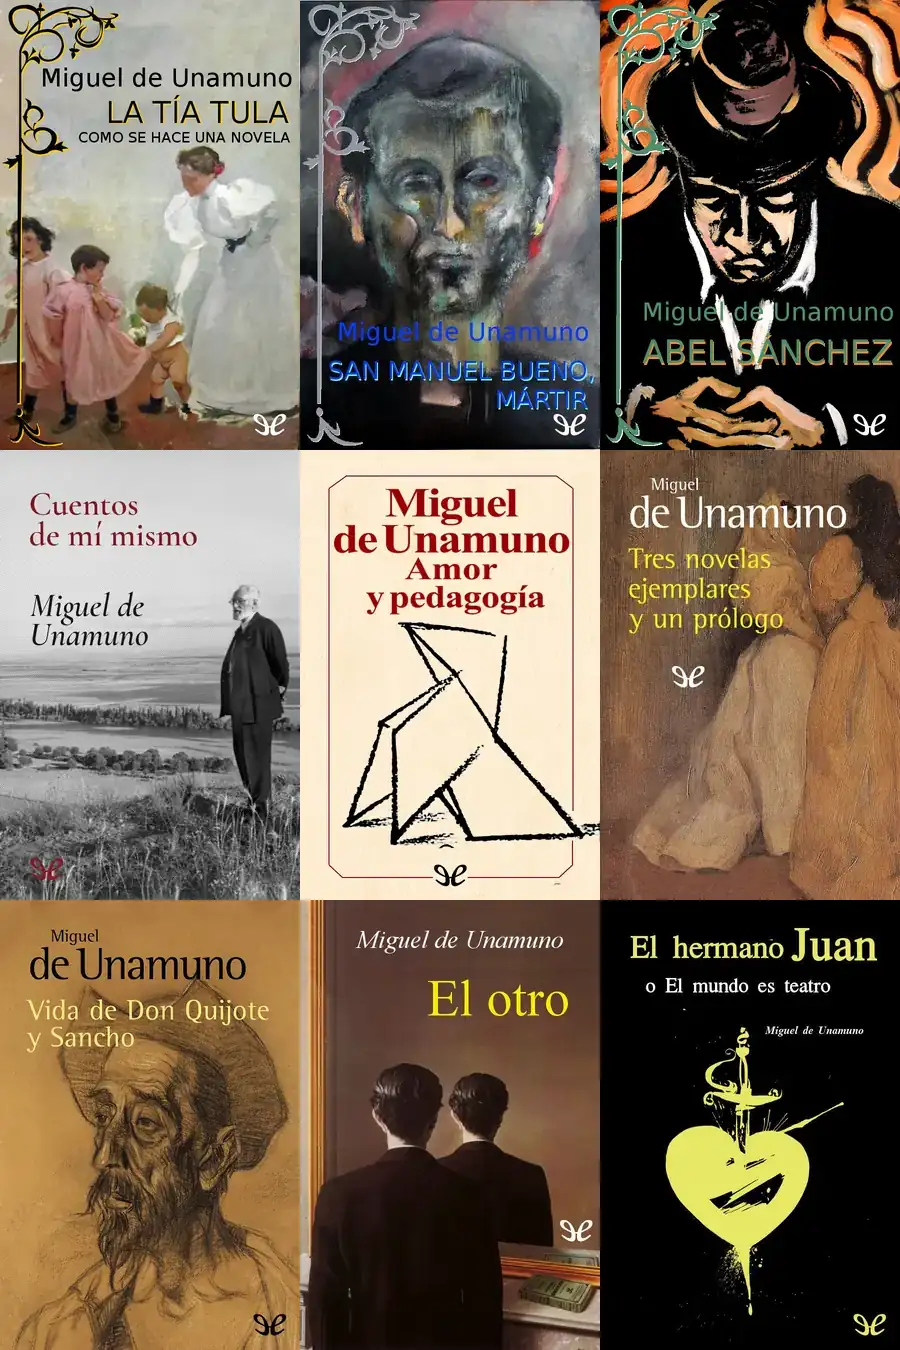 Miguel de Unamuno
LA TÍA TULA
COMO SE HACE UNA NOVELA
Miguel de Unamuno
SAN MANUEL BUENO,
MÁRTIR
Miguel de Unamuno
ABEL SÁNCHEZ
Cuentos
de mí mismo
Miguel de
Unamuno
Miguel
de Unamuno
Amor
y pedagogía
Miguel
de Unamuno
Tres novelas
ejemplares
y un prólogo
Miguel
de Unamuno
Vida de Don Quijote
y Sancho
Miguel de Unamuno
El otro
El hermano Juan
o El mundo es teatro
Miguel de Unamuno